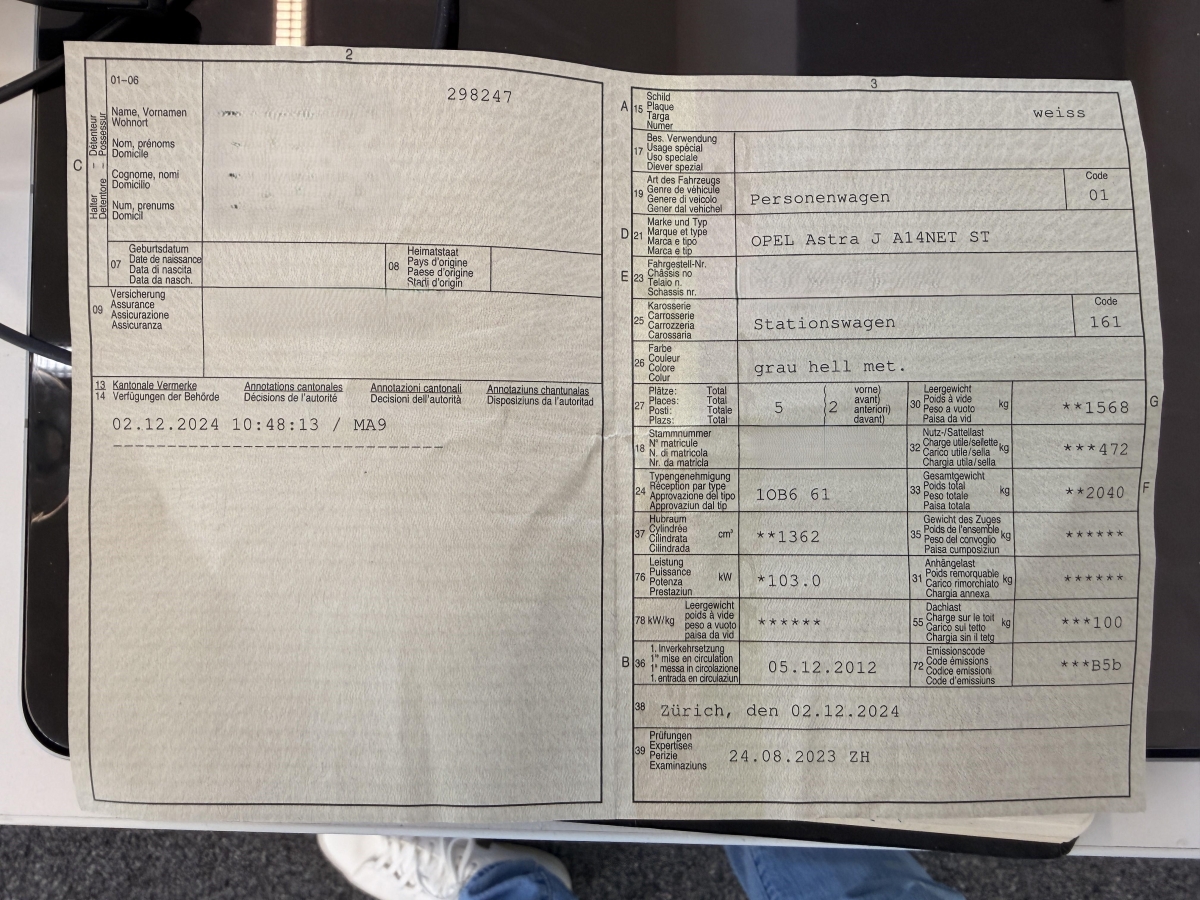 2
01–06
298247
Halter – Détenteur
Detentore – Possessur
C
Name, Vornamen
Wohnort
Nom, prénoms
Domicile
Cognome, nomi
Domicilio
Num, prenums
Domicil
07
Geburtsdatum
Date de naissance
Data di nascita
Data da nasch.
08
Heimatstaat
Pays d'origine
Paese d'origine
Stadi d'origin
09
Versicherung
Assurance
Assicurazione
Assicuranza
13 Kantonale Vermerke Annotations cantonales Annotazioni cantonali Annotaziuns chantunalas
14 Verfügungen der Behörde Décisions de l'autorité Decisioni dell'autorità Disposiziuns da l'autoritad
02.12.2024 10:48:13 / MA9
3
A 15
Schild
Plaque
Targa
Numer
weiss
17
Bes. Verwendung
Usage spécial
Uso speciale
Diever spezial
19
Art des Fahrzeugs
Genre de véhicule
Genere di veicolo
Gener dal vehichel
Personenwagen
Code
01
D 21
Marke und Typ
Marque et type
Marca e tipo
Marca e tip
OPEL Astra J A14NET ST
E 23
Fahrgestell-Nr.
Châssis no
Telaio n.
Schassis nr.
25
Karosserie
Carrosserie
Carrozzeria
Carossaria
Stationswagen
Code
161
26
Farbe
Couleur
Colore
Colur
grau hell met.
27
Plätze: Total
Places: Total
Posti: Totale
Plazs: Total
5
2
vorne)
avant)
anteriori)
davant)
30
Leergewicht
Poids à vide
Peso a vuoto
Paisa da vid
kg
**1568
G
18
Stammnummer
N° matricule
N. di matricola
Nr. da matricla
32
Nutz-/Sattellast
Charge utile/sellette
Carico utile/sella
Chargia utila/sella
kg
***472
24
Typengenehmigung
Réception par type
Approvazione del tipo
Approvaziun dal tip
1OB6 61
33
Gesamtgewicht
Poids total
Peso totale
Paisa totala
kg
**2040
F
37
Hubraum
Cylindrée
Cilindrata
Cilindrada
cm³
**1362
35
Gewicht des Zuges
Poids de l'ensemble
Peso del convoglio
Paisa cumposiziun
kg
******
76
Leistung
Puissance
Potenza
Prestaziun
kW
*103.0
31
Anhängelast
Poids remorquable
Carico rimorchiato
Chargia annexa
kg
******
78 kW/kg
Leergewicht
poids à vide
peso a vuoto
paisa da vid
******
55
Dachlast
Charge sur le toit
Carico sul tetto
Chargia sin il tetg
kg
***100
B 36
1. Inverkehrsetzung
1re mise en circulation
1a messa in circolazione
1. entrada en circulaziun
05.12.2012
72
Emissionscode
Code émissions
Codice emissioni
Code d'emissiuns
***B5b
38
Zürich, den 02.12.2024
39
Prüfungen
Expertises
Perizie
Examinaziuns
24.08.2023 ZH